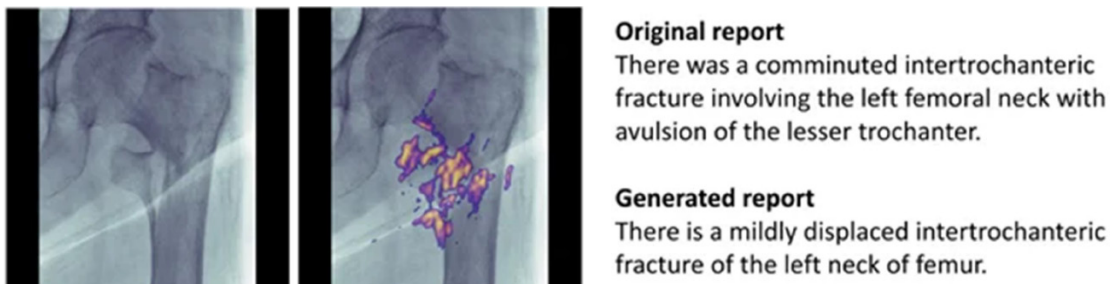 Original report
There was a comminuted intertrochanteric
fracture involving the left femoral neck with
avulsion of the lesser trochanter.
Generated report
There is a mildly displaced intertrochanteric
fracture of the left neck of femur.